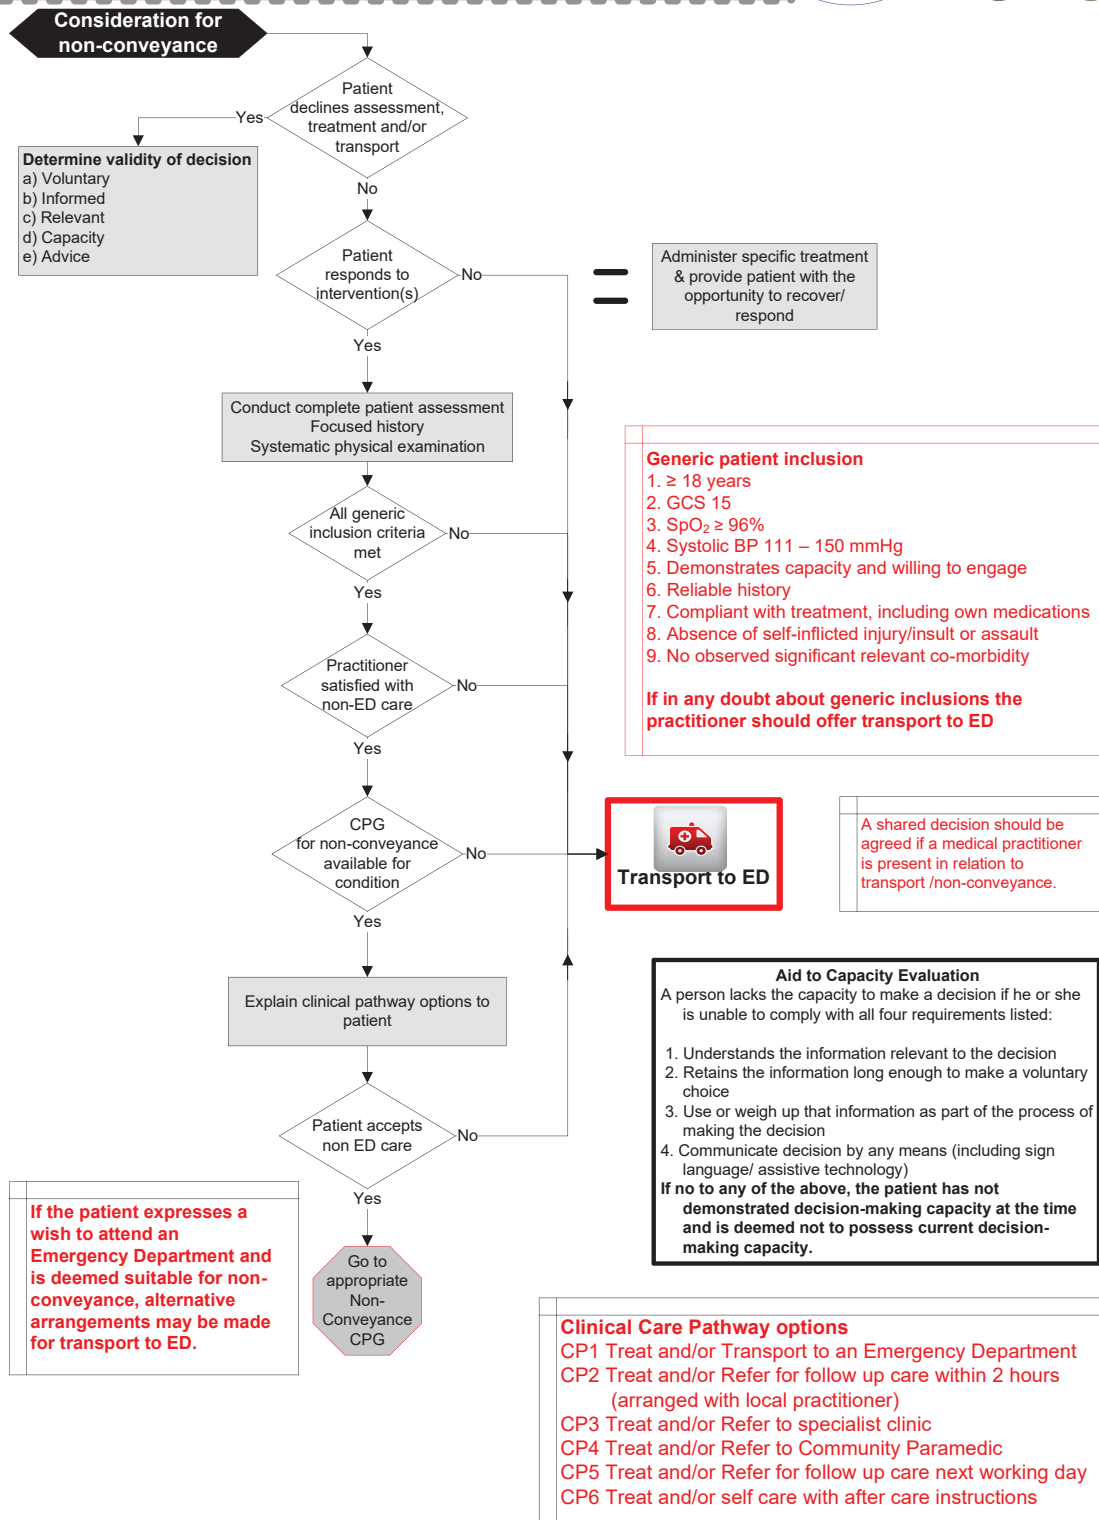 Consideration for
non-conveyance
Patient
declines assessment,
treatment and/or
transport
Yes
Determine validity of decision
a) Voluntary
b) Informed
c) Relevant
d) Capacity
e) Advice
No
Patient
responds to
intervention(s)
No
Administer specific treatment
& provide patient with the
opportunity to recover/
respond
Yes
Conduct complete patient assessment
Focused history
Systematic physical examination
Generic patient inclusion
1. ≥ 18 years
2. GCS 15
3. SpO₂ ≥ 96%
4. Systolic BP 111 – 150 mmHg
5. Demonstrates capacity and willing to engage
6. Reliable history
7. Compliant with treatment, including own medications
8. Absence of self-inflicted injury/insult or assault
9. No observed significant relevant co-morbidity
If in any doubt about generic inclusions the
practitioner should offer transport to ED
All generic
inclusion criteria
met
No
Yes
Practitioner
satisfied with
non-ED care
No
Yes
CPG
for non-conveyance
available for
condition
No
Transport to ED
A shared decision should be
agreed if a medical practitioner
is present in relation to
transport /non-conveyance.
Yes
Explain clinical pathway options to
patient
Aid to Capacity Evaluation
A person lacks the capacity to make a decision if he or she
is unable to comply with all four requirements listed:
1. Understands the information relevant to the decision
2. Retains the information long enough to make a voluntary
choice
3. Use or weigh up that information as part of the process of
making the decision
4. Communicate decision by any means (including sign
language/ assistive technology)
If no to any of the above, the patient has not
demonstrated decision-making capacity at the time
and is deemed not to possess current decision-
making capacity.
Patient accepts
non ED care
No
Yes
If the patient expresses a
wish to attend an
Emergency Department and
is deemed suitable for non-
conveyance, alternative
arrangements may be made
for transport to ED.
Go to
appropriate
Non-
Conveyance
CPG
Clinical Care Pathway options
CP1 Treat and/or Transport to an Emergency Department
CP2 Treat and/or Refer for follow up care within 2 hours
(arranged with local practitioner)
CP3 Treat and/or Refer to specialist clinic
CP4 Treat and/or Refer to Community Paramedic
CP5 Treat and/or Refer for follow up care next working day
CP6 Treat and/or self care with after care instructions